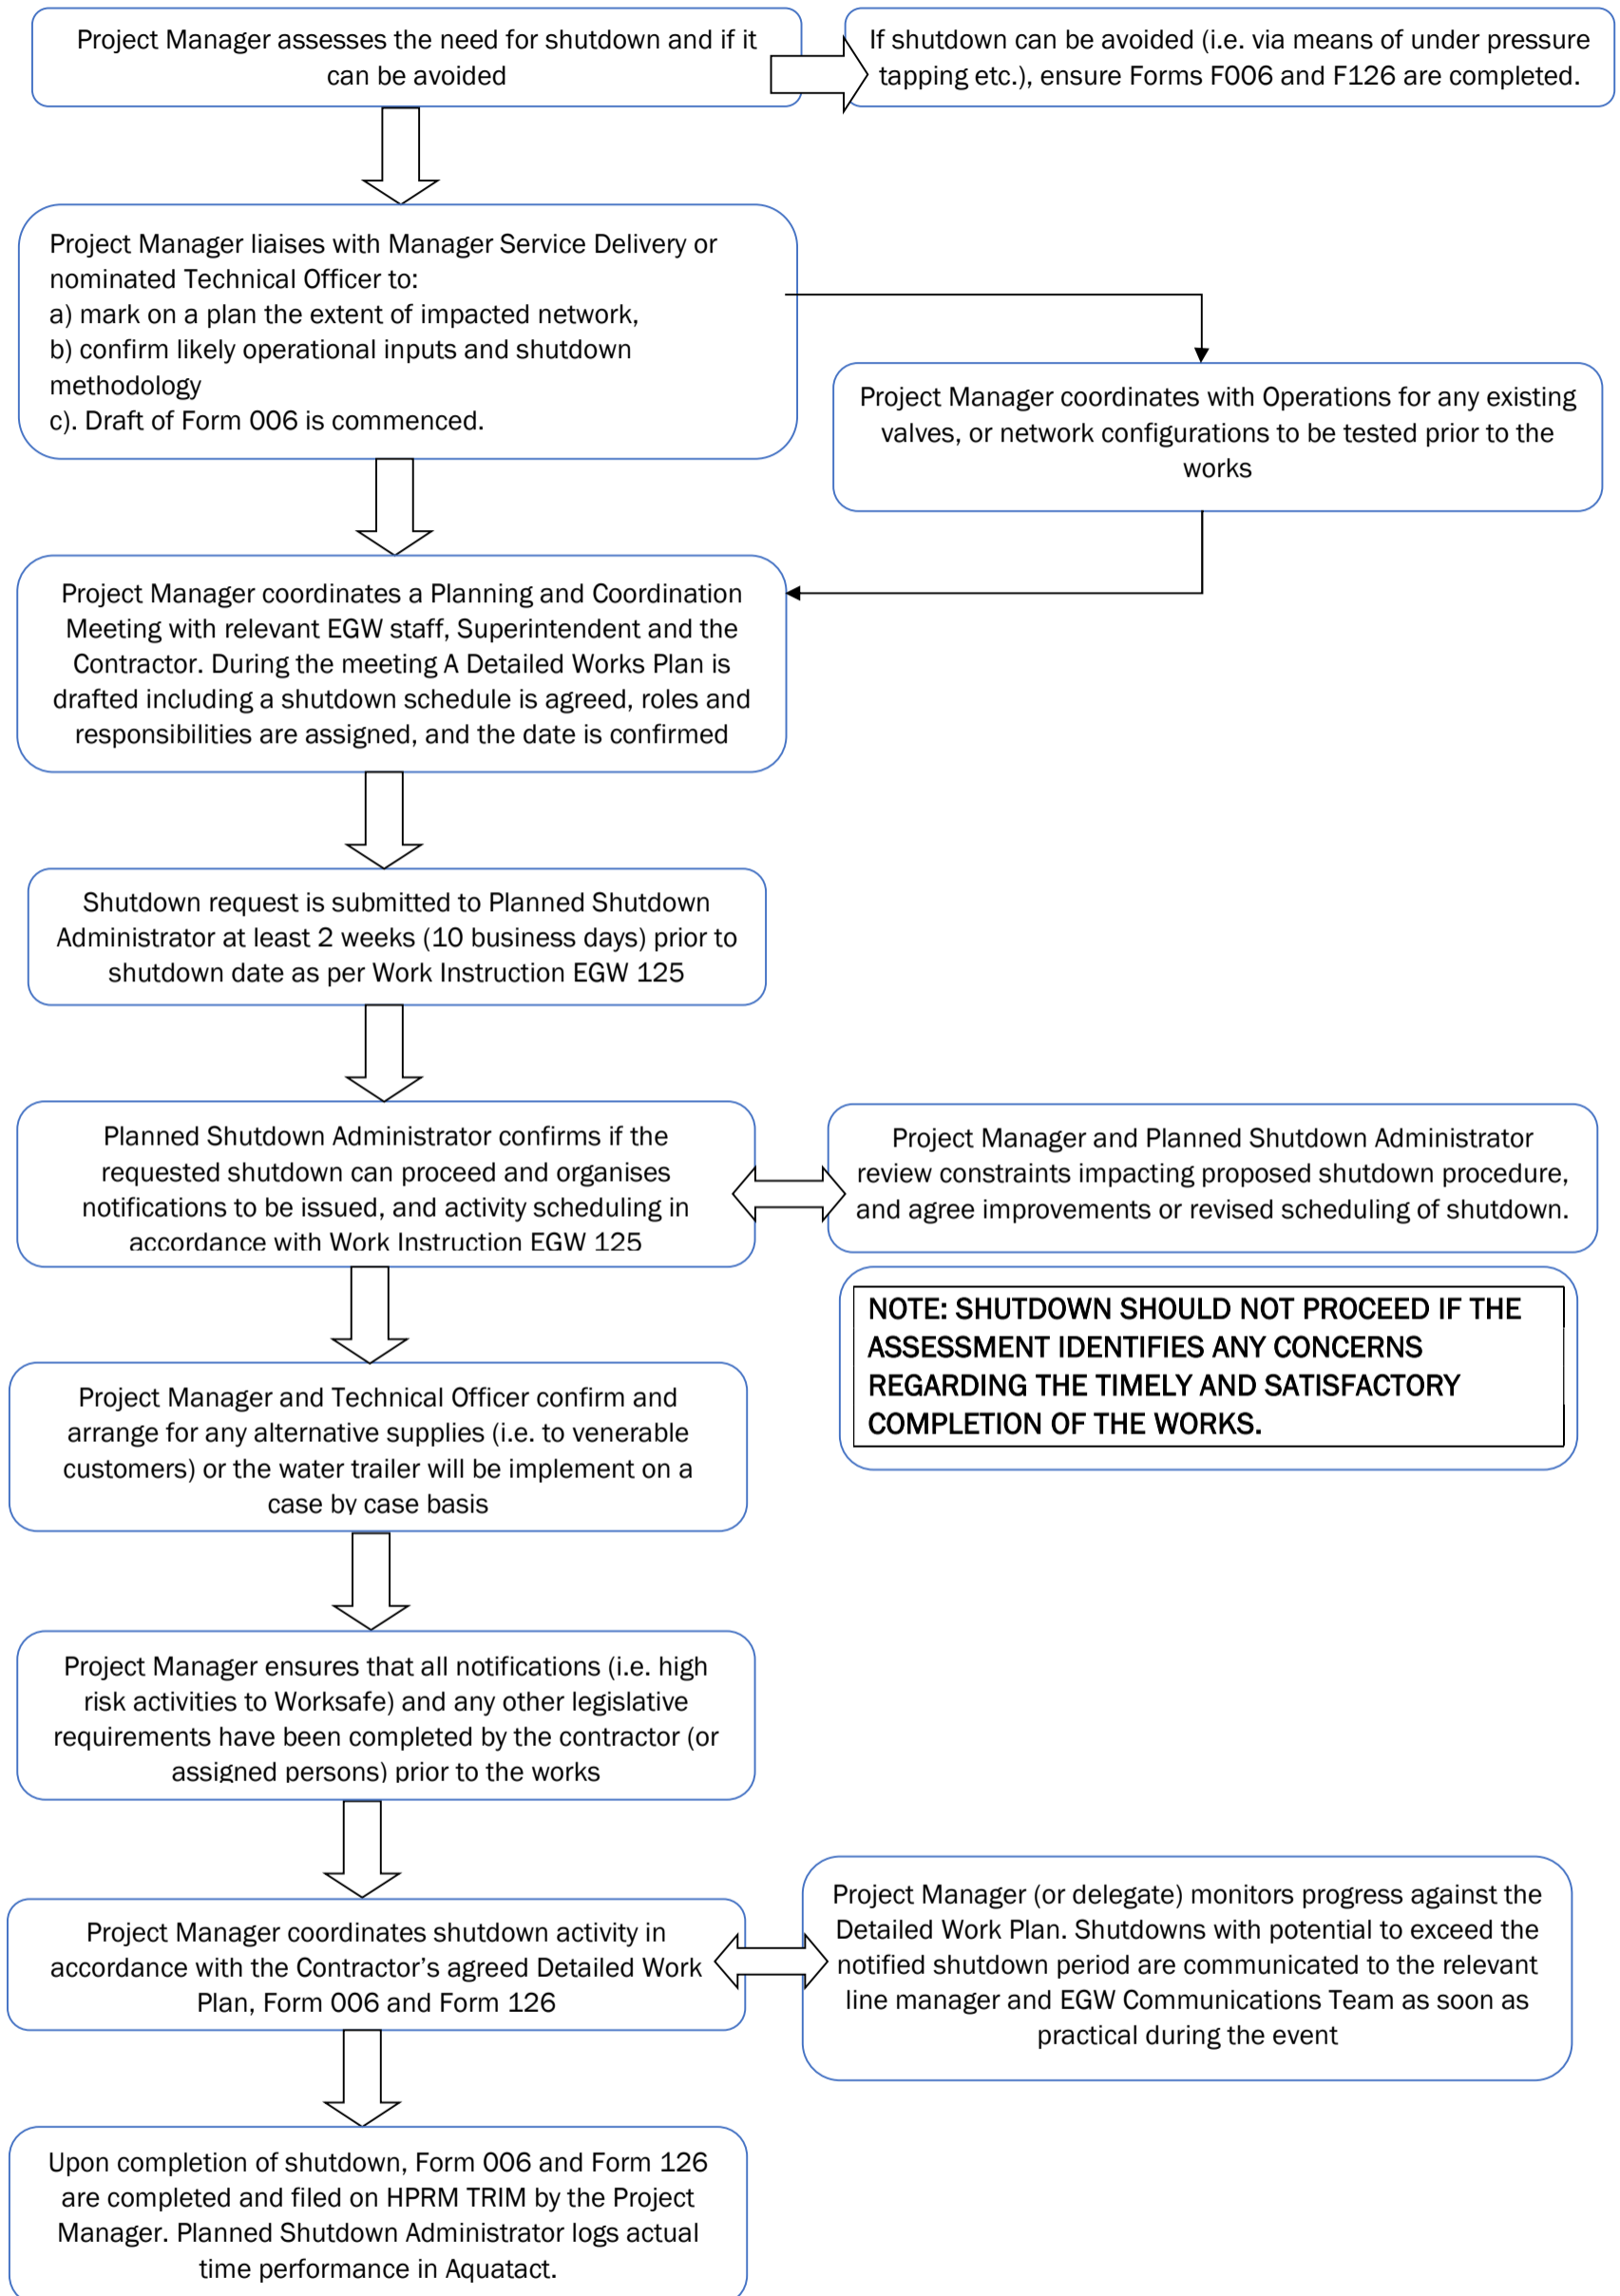 Project Manager assesses the need for shutdown and if it
can be avoided
If shutdown can be avoided (i.e. via means of under pressure
tapping etc.), ensure Forms F006 and F126 are completed.
Project Manager liaises with Manager Service Delivery or
nominated Technical Officer to:
a) mark on a plan the extent of impacted network,
b) confirm likely operational inputs and shutdown
methodology
c). Draft of Form 006 is commenced.
Project Manager coordinates with Operations for any existing
valves, or network configurations to be tested prior to the
works
Project Manager coordinates a Planning and Coordination
Meeting with relevant EGW staff, Superintendent and the
Contractor. During the meeting A Detailed Works Plan is
drafted including a shutdown schedule is agreed, roles and
responsibilities are assigned, and the date is confirmed
Shutdown request is submitted to Planned Shutdown
Administrator at least 2 weeks (10 business days) prior to
shutdown date as per Work Instruction EGW 125
Planned Shutdown Administrator confirms if the
requested shutdown can proceed and organises
notifications to be issued, and activity scheduling in
accordance with Work Instruction EGW 125
Project Manager and Planned Shutdown Administrator
review constraints impacting proposed shutdown procedure,
and agree improvements or revised scheduling of shutdown.
NOTE: SHUTDOWN SHOULD NOT PROCEED IF THE
ASSESSMENT IDENTIFIES ANY CONCERNS
REGARDING THE TIMELY AND SATISFACTORY
COMPLETION OF THE WORKS.
Project Manager and Technical Officer confirm and
arrange for any alternative supplies (i.e. to venerable
customers) or the water trailer will be implement on a
case by case basis
Project Manager ensures that all notifications (i.e. high
risk activities to Worksafe) and any other legislative
requirements have been completed by the contractor (or
assigned persons) prior to the works
Project Manager coordinates shutdown activity in
accordance with the Contractor's agreed Detailed Work
Plan, Form 006 and Form 126
Project Manager (or delegate) monitors progress against the
Detailed Work Plan. Shutdowns with potential to exceed the
notified shutdown period are communicated to the relevant
line manager and EGW Communications Team as soon as
practical during the event
Upon completion of shutdown, Form 006 and Form 126
are completed and filed on HPRM TRIM by the Project
Manager. Planned Shutdown Administrator logs actual
time performance in Aquatact.